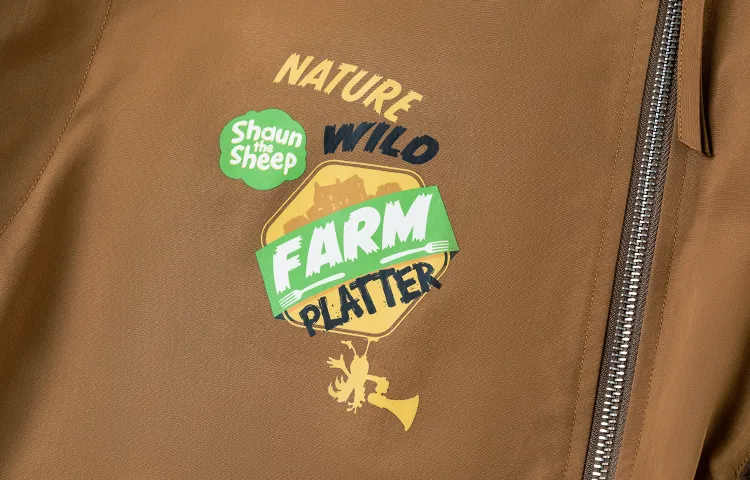 NATURE
WILD
Shaun
the
Sheep
FARM
PLATTER